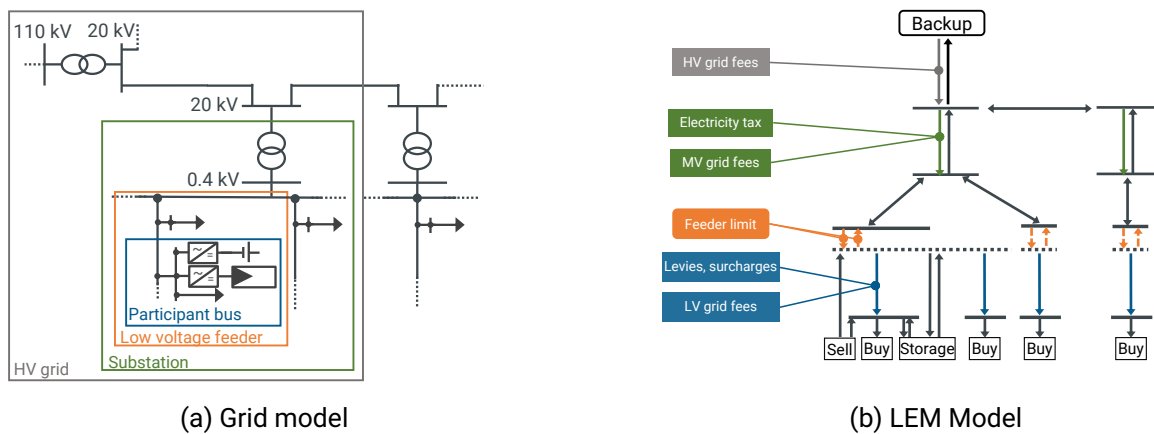 110 kV
20 kV
20 kV
0.4 kV
Participant bus
Low voltage feeder
Substation
HV grid
(a) Grid model
Backup
HV grid fees
Electricity tax
MV grid fees
Feeder limit
Levies, surcharges
LV grid fees
Sell
Buy
Storage
Buy
Buy
Buy
(b) LEM Model